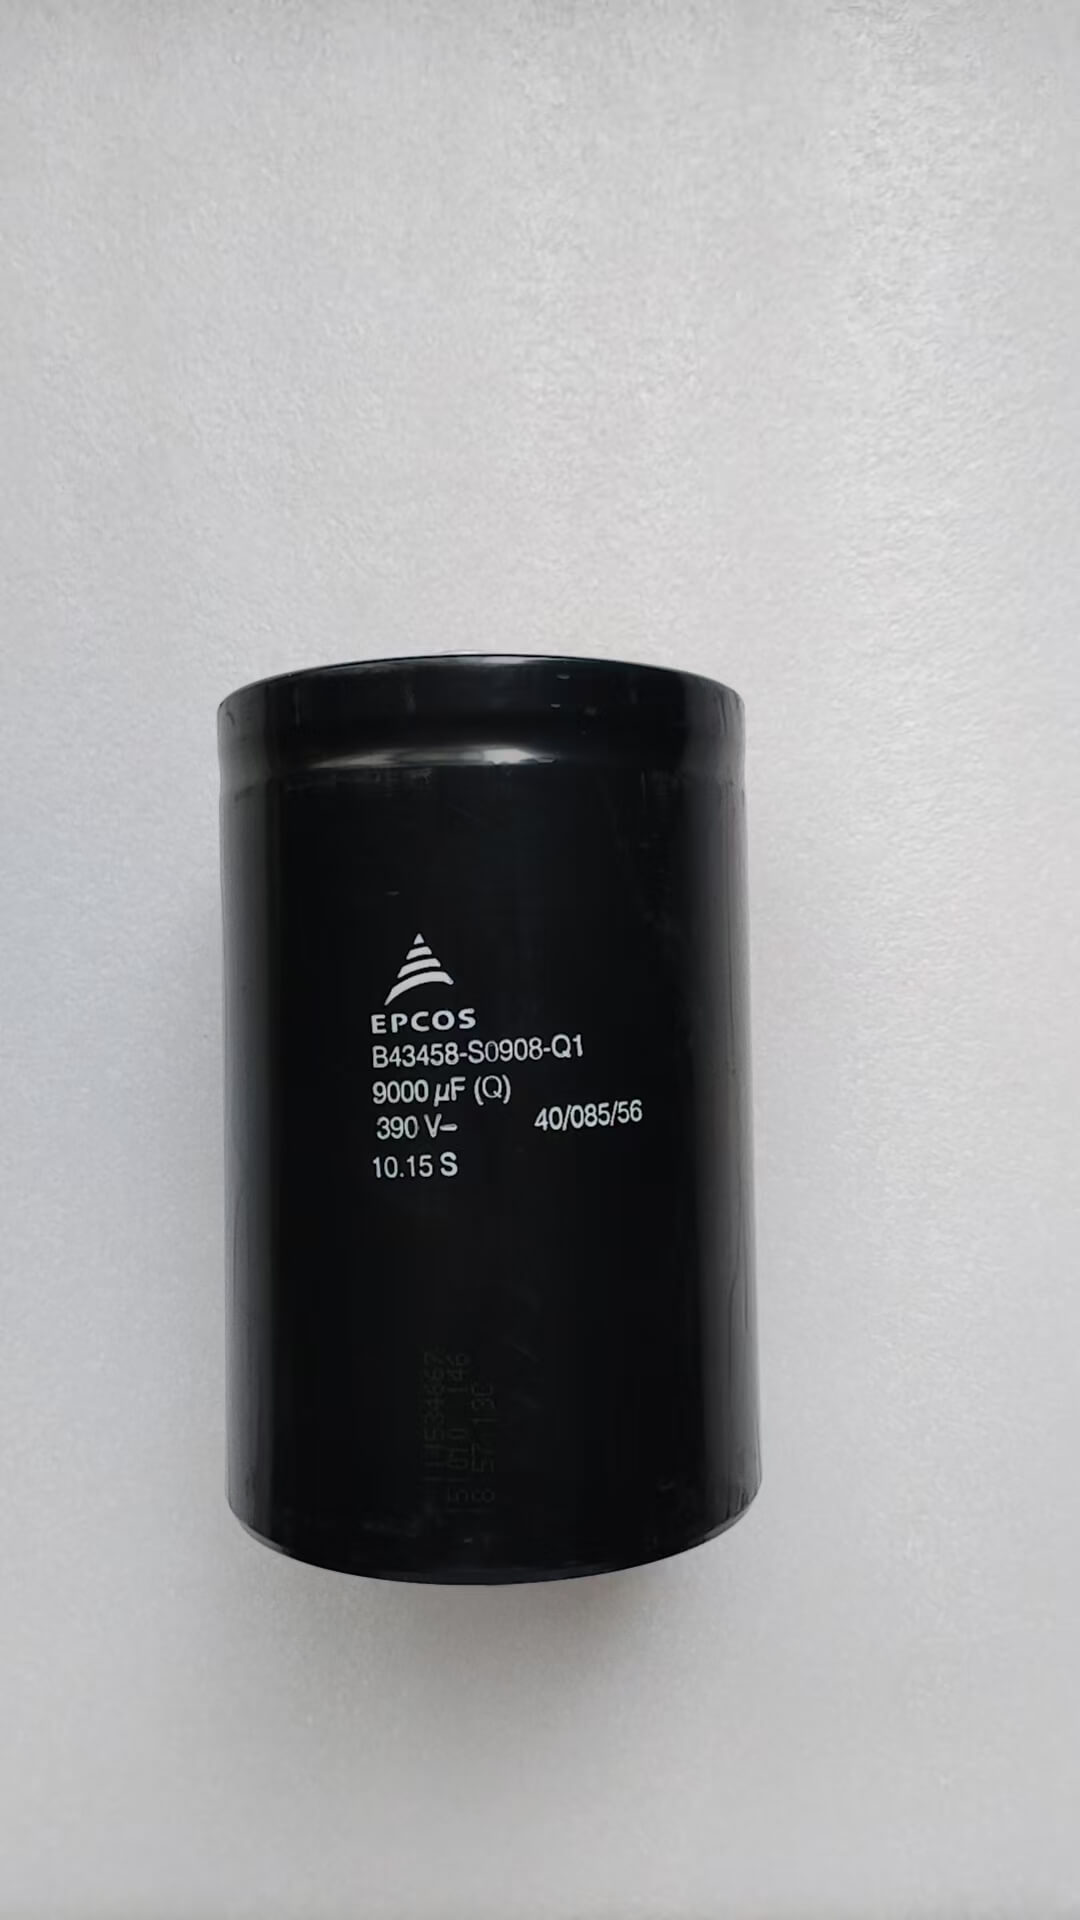 EPCOS
B43458-S0908-Q1
9000 µF (Q)
390 V- 40/085/56
10.15 S